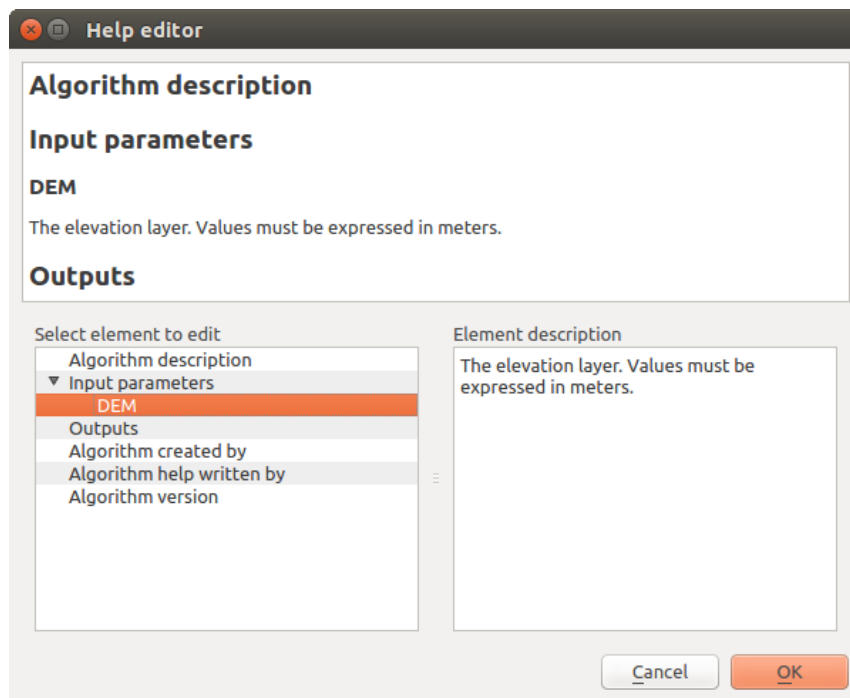 Help editor
Algorithm description
Input parameters
DEM
The elevation layer. Values must be expressed in meters.
Outputs
Select element to edit
Algorithm description
Input parameters
DEM
Outputs
Algorithm created by
Algorithm help written by
Algorithm version
Element description
The elevation layer. Values must be
expressed in meters.
Cancel
OK